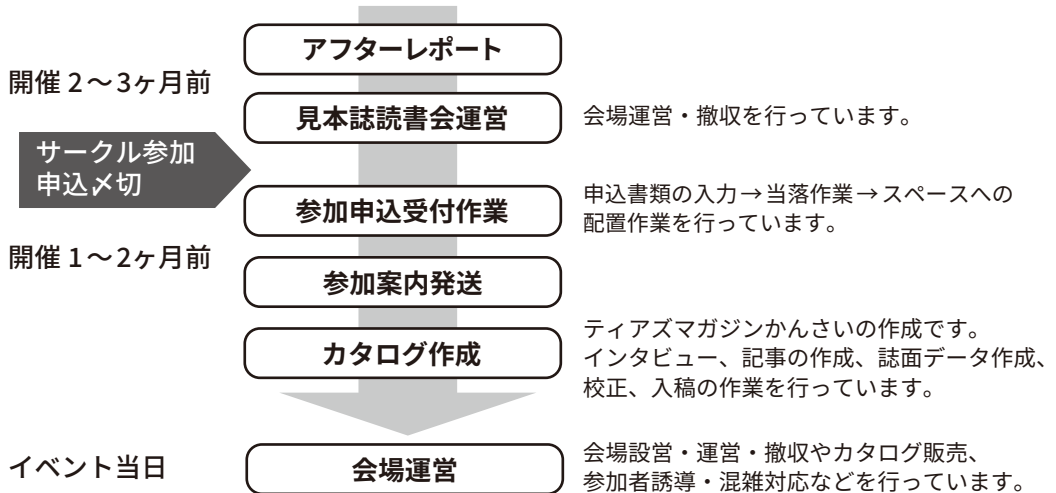 アフターレポート
開催 2～3ヶ月前
見本誌読書会運営
会場運営・撤収を行っています。
サークル参加
申込〆切
参加申込受付作業
申込書類の入力→当落作業→スペースへの
配置作業を行っています。
開催 1～2ヶ月前
参加案内発送
カタログ作成
ティアズマガジンかんさいの作成です。
インタビュー、記事の作成、誌面データ作成、
校正、入稿の作業を行っています。
イベント当日
会場運営
会場設営・運営・撤収やカタログ販売、
参加者誘導・混雑対応などを行っています。